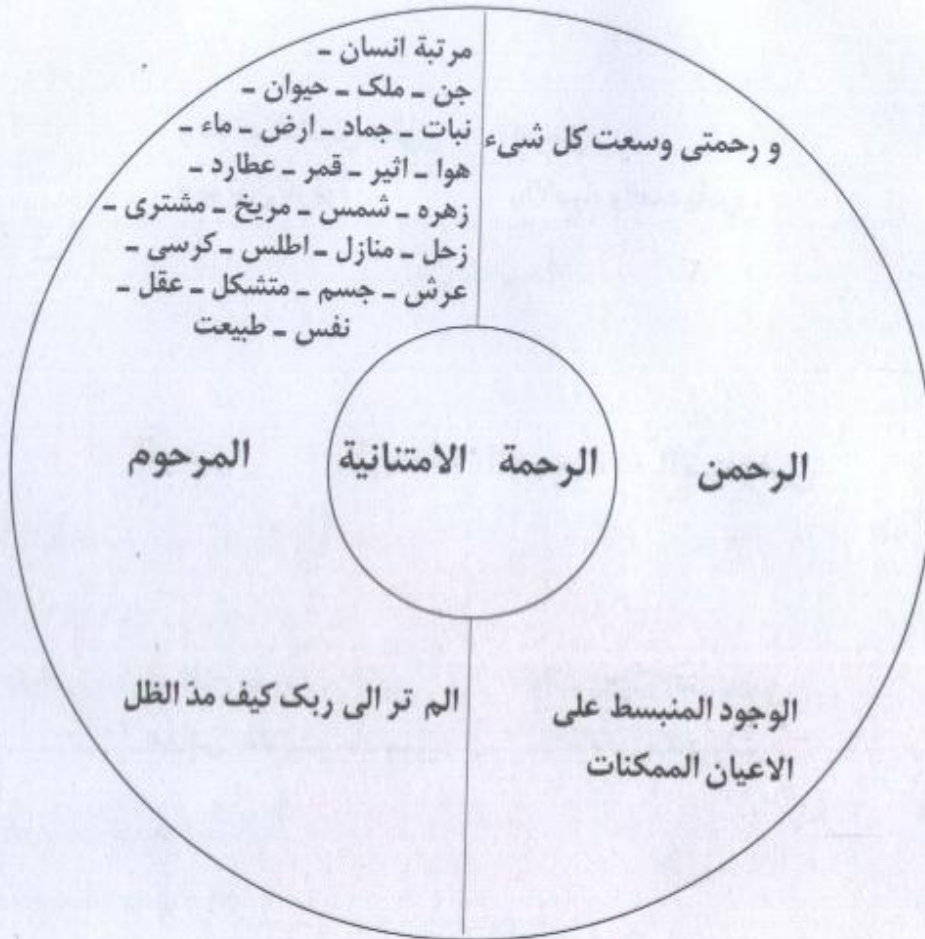 مرتبة انسان ـ
جن ـ ملک ـ حیوان ـ
نبات ـ جماد ـ ارض ـ ماء ـ
هوا ـ اثیر ـ قمر ـ عطارد ـ
زهره ـ شمس ـ مریخ ـ مشتری ـ
زحل ـ منازل ـ اطلس ـ کرسی ـ
عرش ـ جسم ـ متشکل ـ عقل ـ
نفس ـ طبیعت
و رحمتی وسعت کل شیء
الرحمن
الرحمة الامتنانیة
المرحوم
الوجود المنبسط علی
الاعیان الممکنات
الم تر الی ربک کیف مدّ الظل